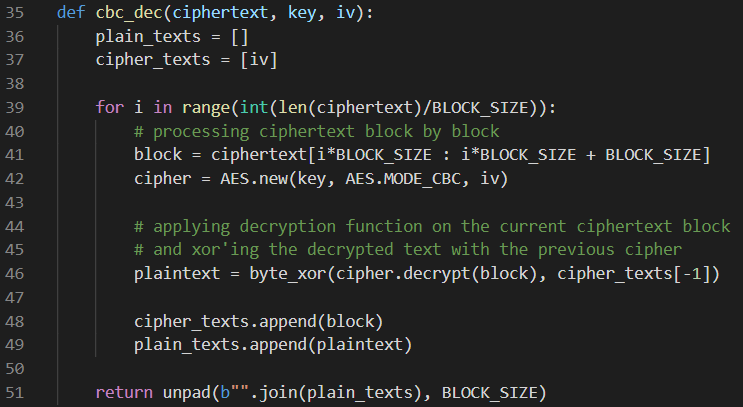 35 def cbc_dec(ciphertext, key, iv):
36     plain_texts = []
37     cipher_texts = [iv]
38
39     for i in range(int(len(ciphertext)/BLOCK_SIZE)):
40         # processing ciphertext block by block
41         block = ciphertext[i*BLOCK_SIZE : i*BLOCK_SIZE + BLOCK_SIZE]
42         cipher = AES.new(key, AES.MODE_CBC, iv)
43
44         # applying decryption function on the current ciphertext block
45         # and xor'ing the decrypted text with the previous cipher
46         plaintext = byte_xor(cipher.decrypt(block), cipher_texts[-1])
47
48         cipher_texts.append(block)
49         plain_texts.append(plaintext)
50
51     return unpad(b"".join(plain_texts), BLOCK_SIZE)